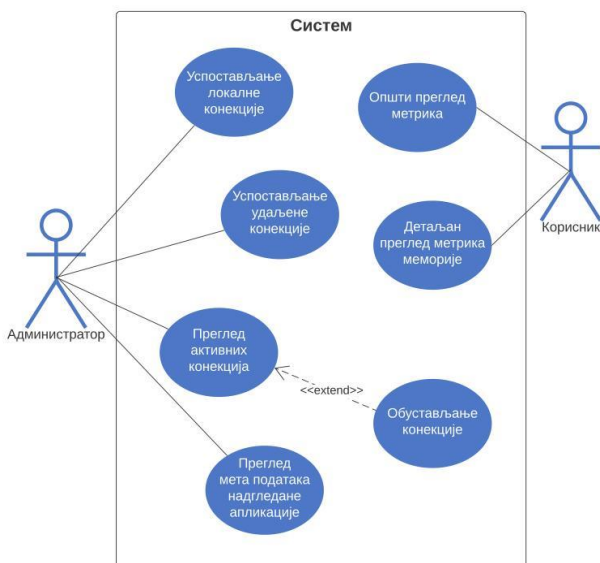 Систем
Успостављање
локалне
конекције
Општи преглед
метрика
Успостављање
удаљене
конекције
Детаљан
преглед метрика
меморије
Корисник
Администратор
Преглед
активних
конекција
<<extend>>
Обустављање
конекције
Преглед
мета података
надгледане
апликације